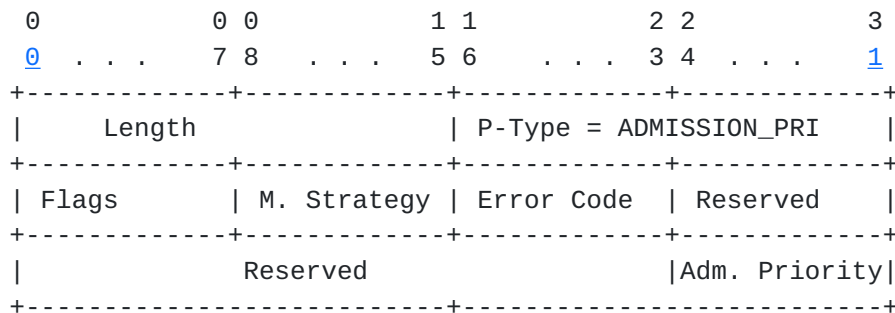 0 0 0 1 1 2 2 3
0 . . . 7 8 . . . 5 6 . . . 3 4 . . . 1
+-------------+-------------+-------------+-------------+
| Length | P-Type = ADMISSION_PRI |
+-------------+-------------+-------------+-------------+
| Flags | M. Strategy | Error Code | Reserved |
+-------------+-------------+-------------+-------------+
| Reserved |Adm. Priority|
+---------------------------+---------------------------+